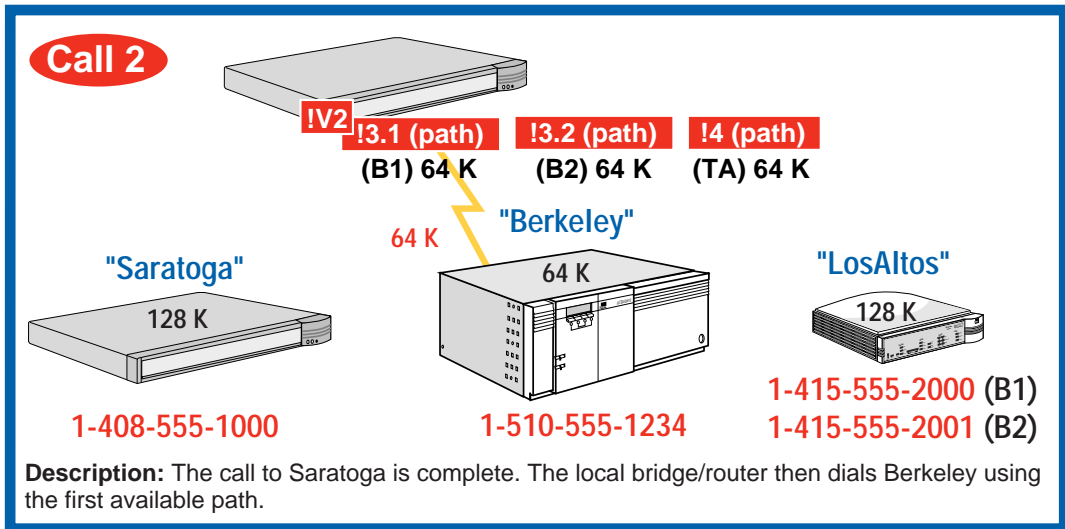 Call 2
!V2
!3.1 (path) !3.2 (path) !4 (path)
(B1) 64 K (B2) 64 K (TA) 64 K
64 K
"Berkeley"
"Saratoga"
"LosAltos"
64 K
128 K
128 K
1-408-555-1000
1-510-555-1234
1-415-555-2000 (B1)
1-415-555-2001 (B2)
Description: The call to Saratoga is complete. The local bridge/router then dials Berkeley using
the first available path.